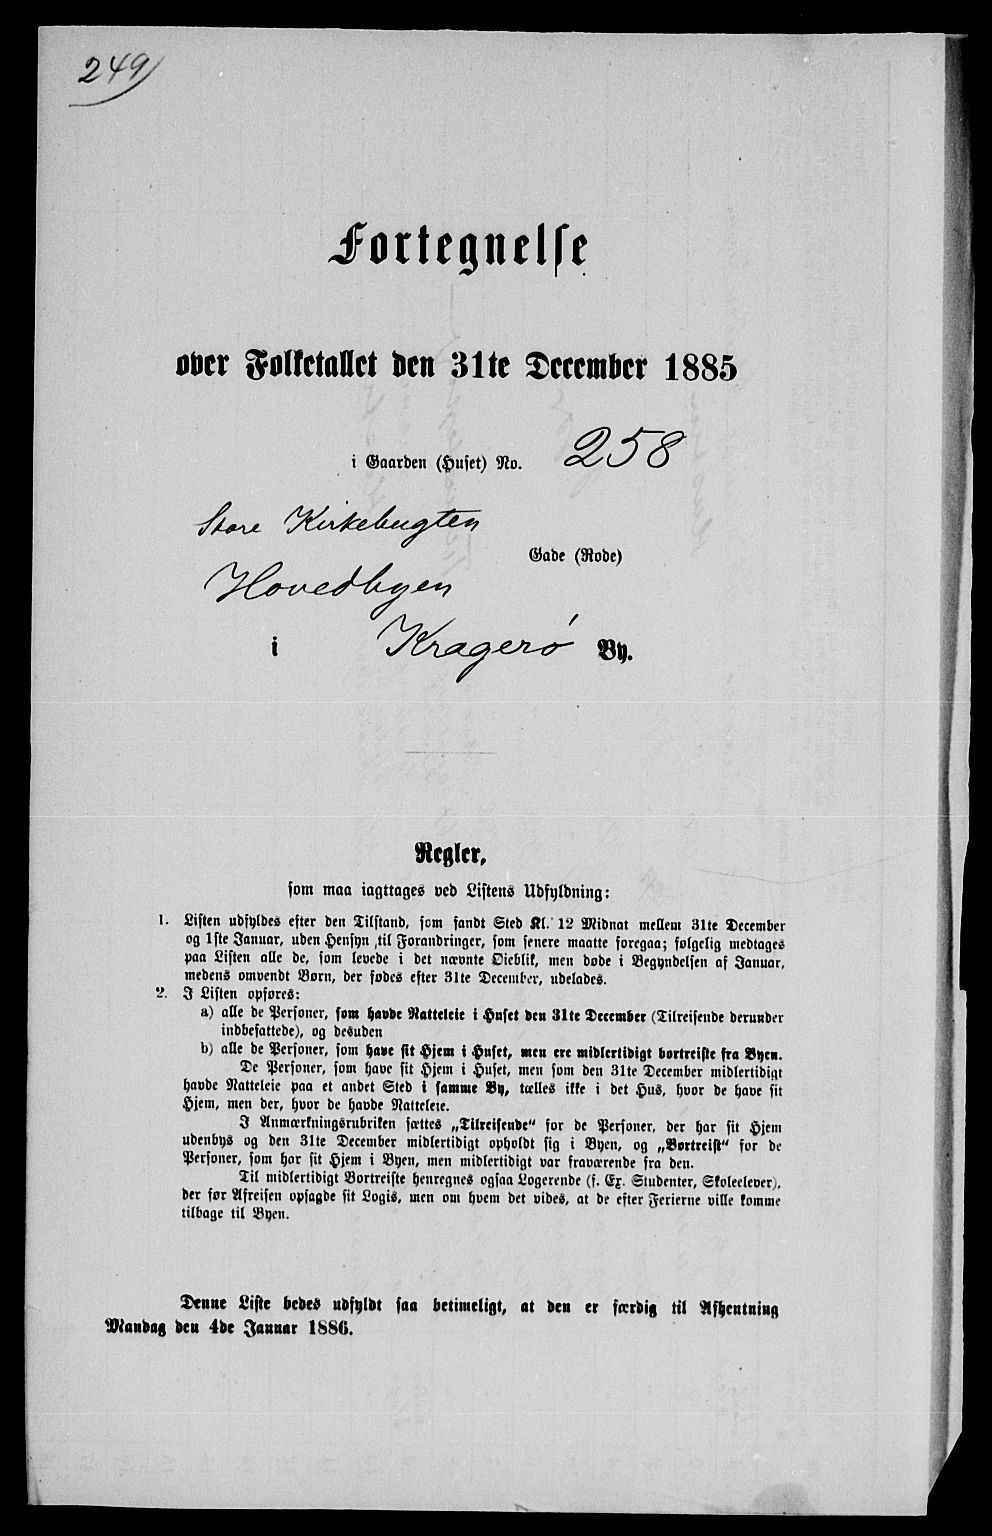 249)
Fortegnelse
over Folketallet den 31te December 1885
i Gaarden (Huset) No. 258
Store Kirkebugten
Gade (Rode)
Hovedbyen
i Kragerø By.
Regler,
som maa iagttages ved Listens Udfyldning:
1. Listen udfyldes efter den Tilstand, som fandt Sted Kl. 12 Midnat mellem 31te December
og 1ste Januar, uden Hensyn til Forandringer, som senere maatte foregaa; følgelig medtages
paa Listen alle de, som levede i det nævnte Øieblik, men døde i Begyndelsen af Januar,
medens omvendt Børn, der fødes efter 31te December, udelades.
2. I Listen opføres:
a) alle de Personer, som havde Natteleie i Huset den 31te December (Tilreisende derunder
indbefattede), og desuden
b) alle de Personer, som have sit Hjem i Huset, men ere midlertidigt bortreiste fra Byen.
De Personer, som have sit Hjem i Huset, men som den 31te December midlertidigt
havde Natteleie paa et andet Sted i samme By, tælles ikke i det Hus, hvor de have sit
Hjem, men der, hvor de havde Natteleie.
I Anmærkningsrubriken sættes „Tilreisende“ for de Personer, der har sit Hjem
udenbys og den 31te December midlertidigt opholdt sig i Byen, og „Bortreist“ for de
Personer, som har sit Hjem i Byen, men midlertidigt var fraværende fra den.
Til midlertidigt Bortreiste henregnes ogsaa Logerende (f. Ex. Studenter, Skoleelever),
der før Afreisen opsagde sit Logis, men om hvem det vides, at de efter Ferierne ville komme
tilbage til Byen.
Denne Liste bedes udfyldt saa betimeligt, at den er færdig til Afhentning
Mandag den 4de Januar 1886.